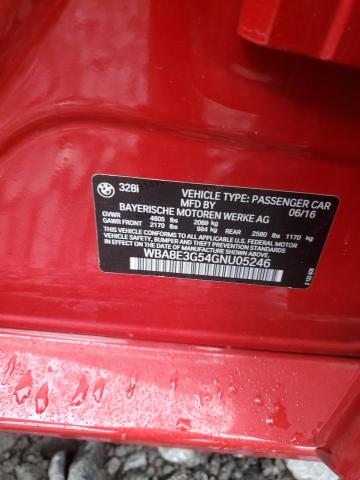 328i
VEHICLE TYPE: PASSENGER CAR
MFD BY 06/16
BAYERISCHE MOTOREN WERKE AG
GVWR 4605 lbs 2089 kg
GAWR FRONT 2170 lbs 984 kg REAR 2580 lbs 1170 kg
THIS VEHICLE CONFORMS TO ALL APPLICABLE U.S. FEDERAL MOTOR
VEHICLE SAFETY, BUMPER, AND THEFT PREVENTION STANDARDS IN
EFFECT ON THE DATE OF MANUFACTURE SHOWN ABOVE.
WBA8E3G54GNU05246